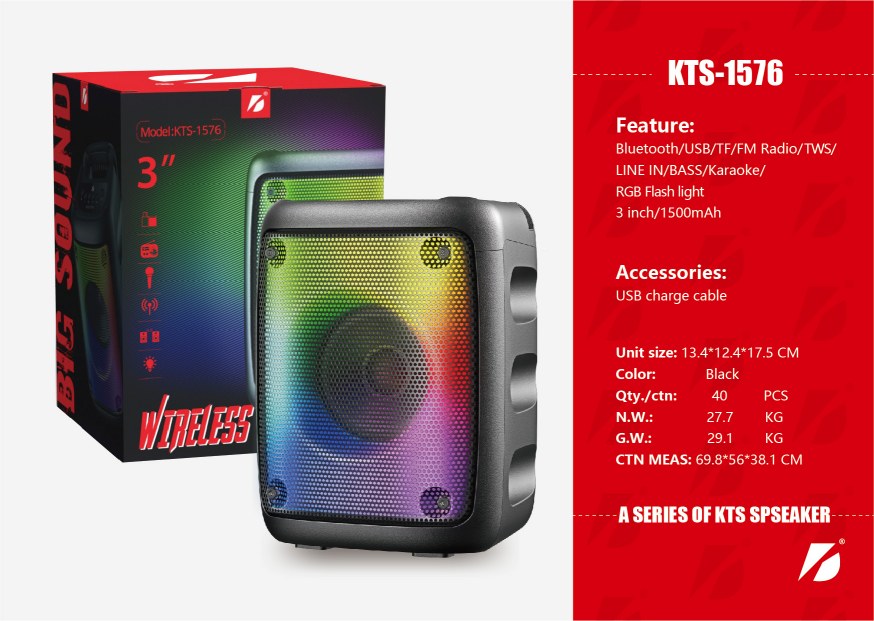 BIG SOUND
Model:KTS-1576
3"
WIRELESS
KTS-1576
Feature:
Bluetooth/USB/TF/FM Radio/TWS/
LINE IN/BASS/Karaoke/
RGB Flash light
3 inch/1500mAh
Accessories:
USB charge cable
Unit size: 13.4*12.4*17.5 CM
Color: Black
Qty./ctn: 40 PCS
N.W.: 27.7 KG
G.W.: 29.1 KG
CTN MEAS: 69.8*56*38.1 CM
A SERIES OF KTS SPSEAKER
®